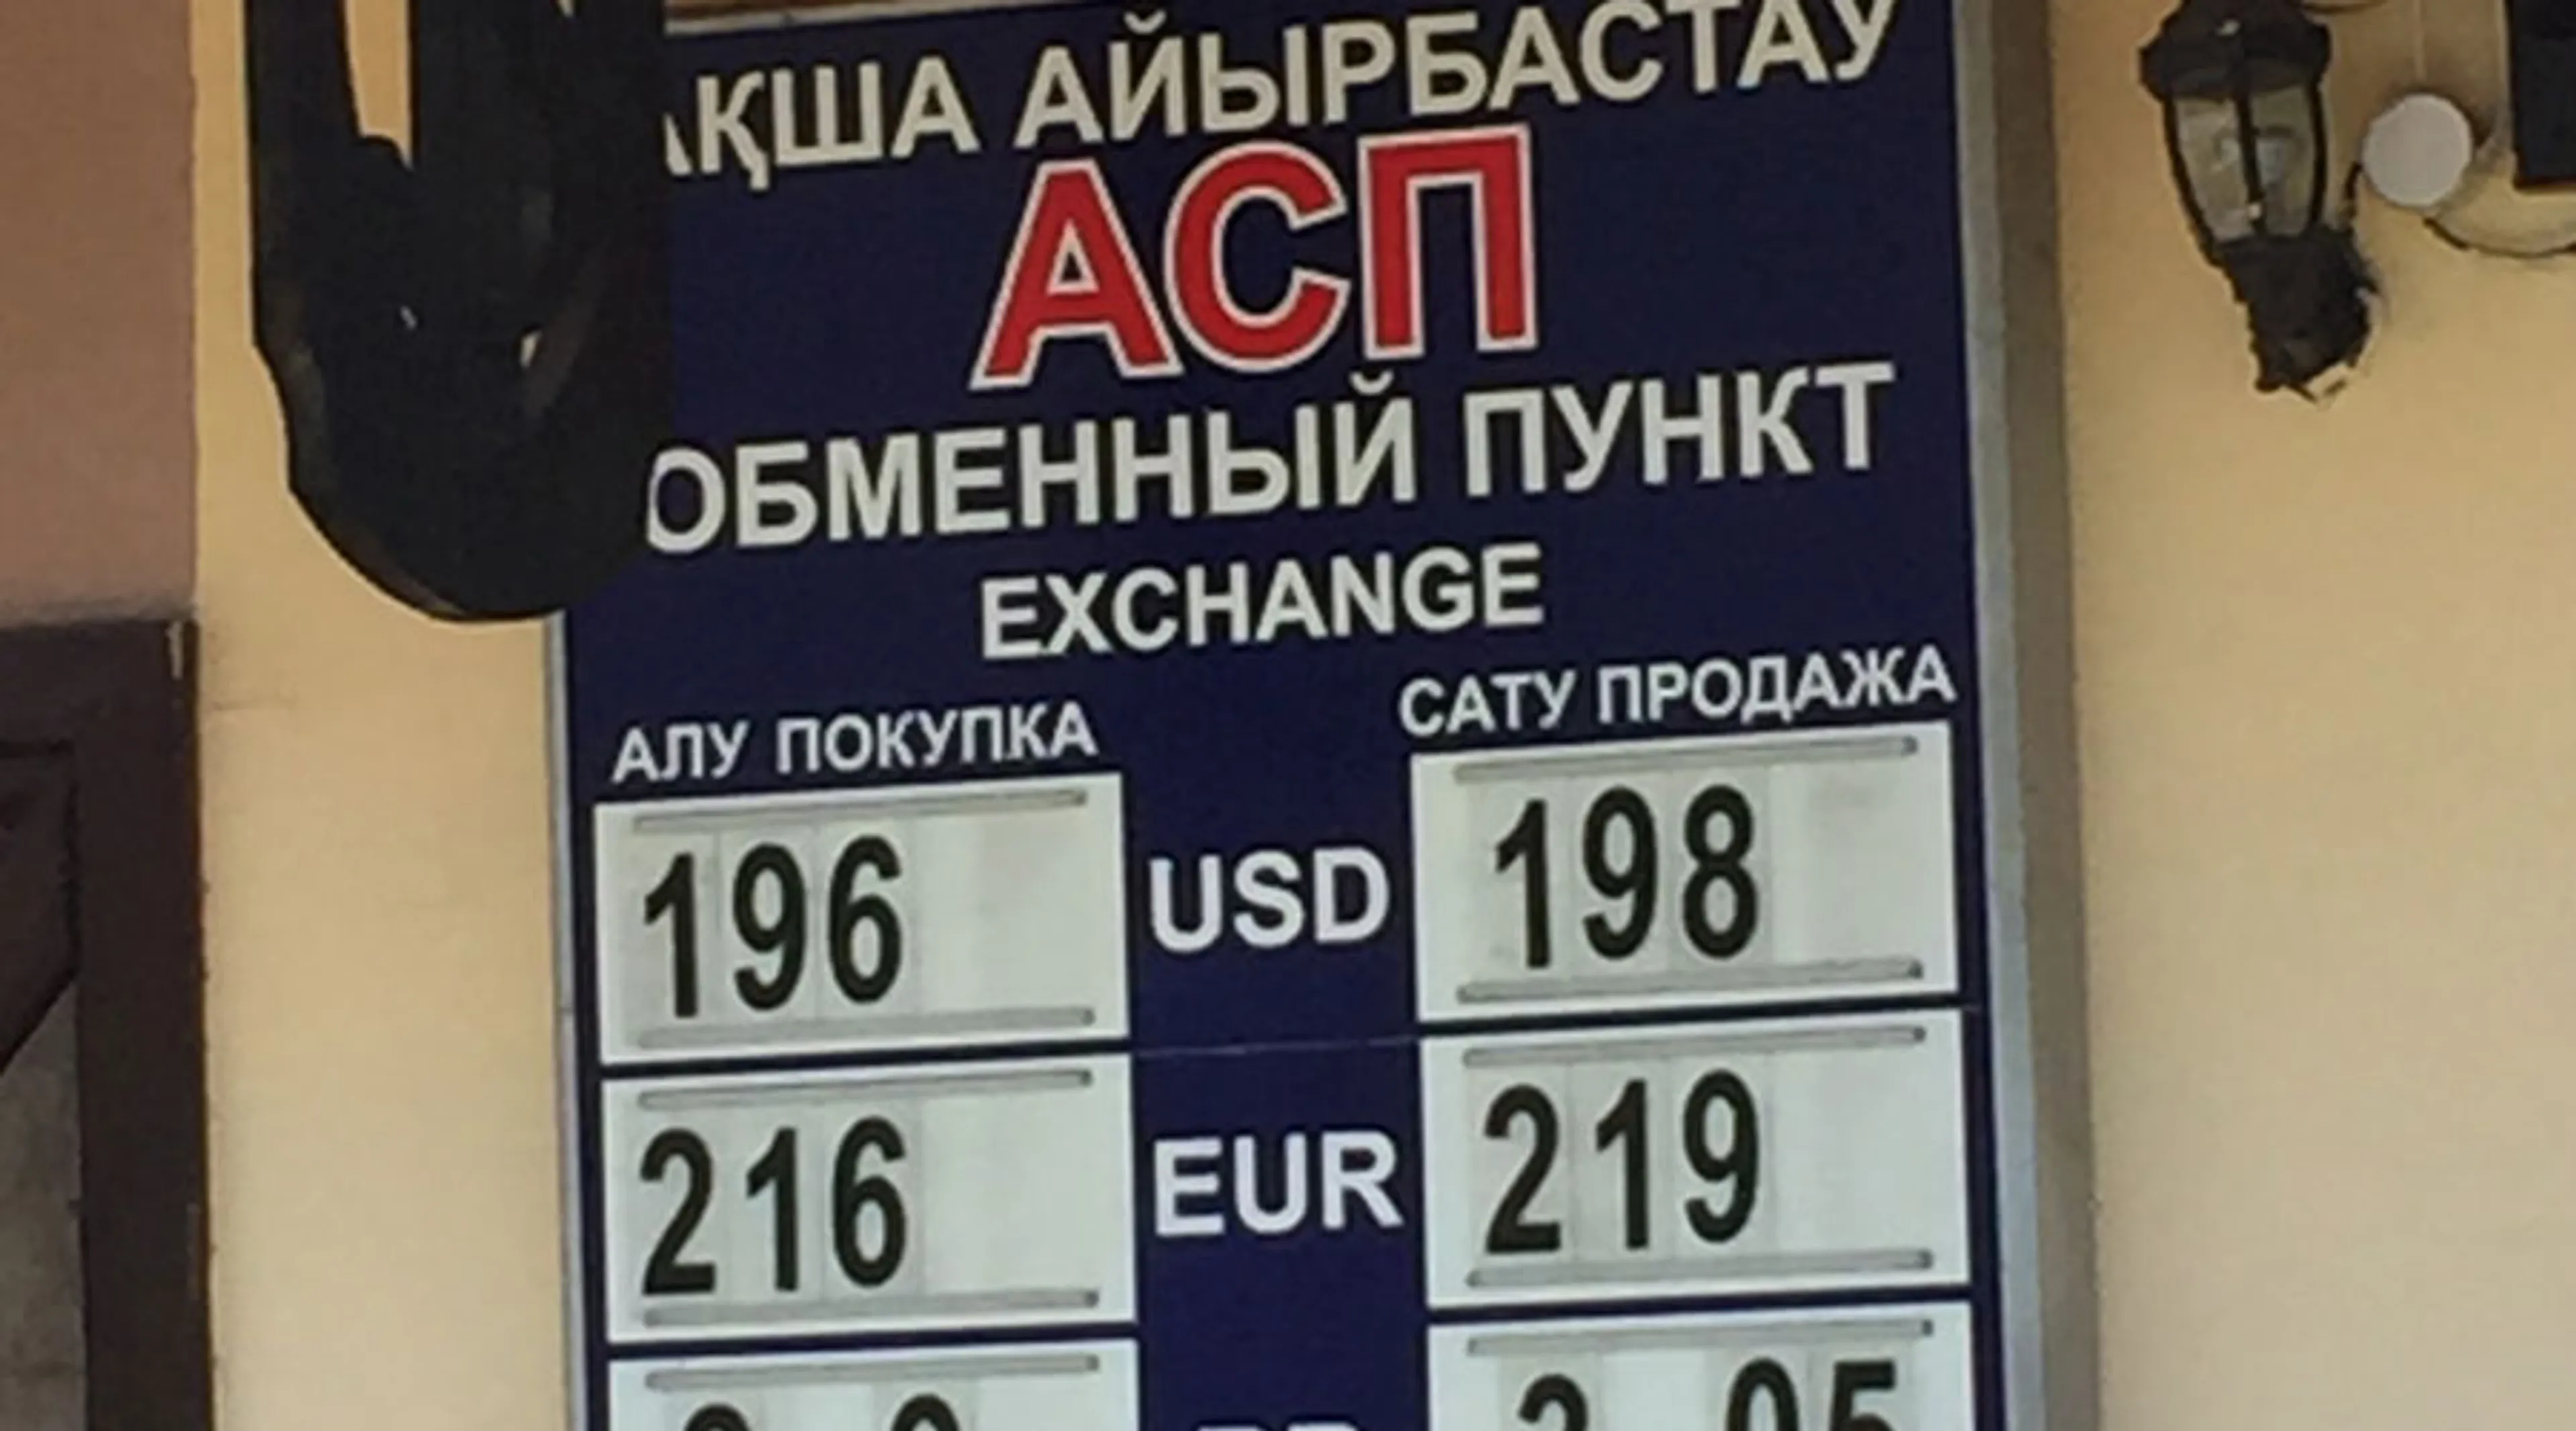 АҚША АЙЫРБАСТАУ
АСП
ОБМЕННЫЙ ПУНКТ
EXCHANGE
АЛУ ПОКУПКА
САТУ ПРОДАЖА
196 USD 198
216 EUR 219